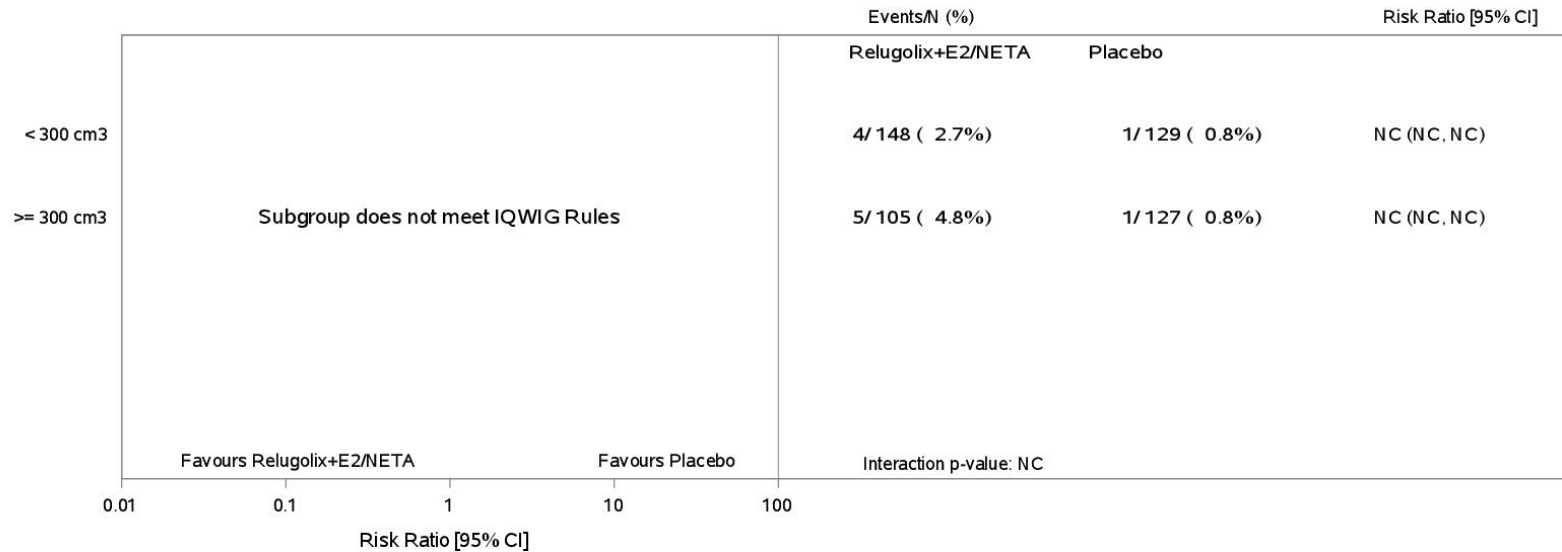 Events/N (%) Risk Ratio [95% CI]
Relugolix+E2/NETA Placebo
< 300 cm3 4/ 148 ( 2.7%) 1/ 129 ( 0.8%) NC (NC, NC)
>= 300 cm3 Subgroup does not meet IQWIG Rules 5/ 105 ( 4.8%) 1/ 127 ( 0.8%) NC (NC, NC)
Favours Relugolix+E2/NETA Favours Placebo Interaction p-value: NC
0.01 0.1 1 10 100
Risk Ratio [95% CI]